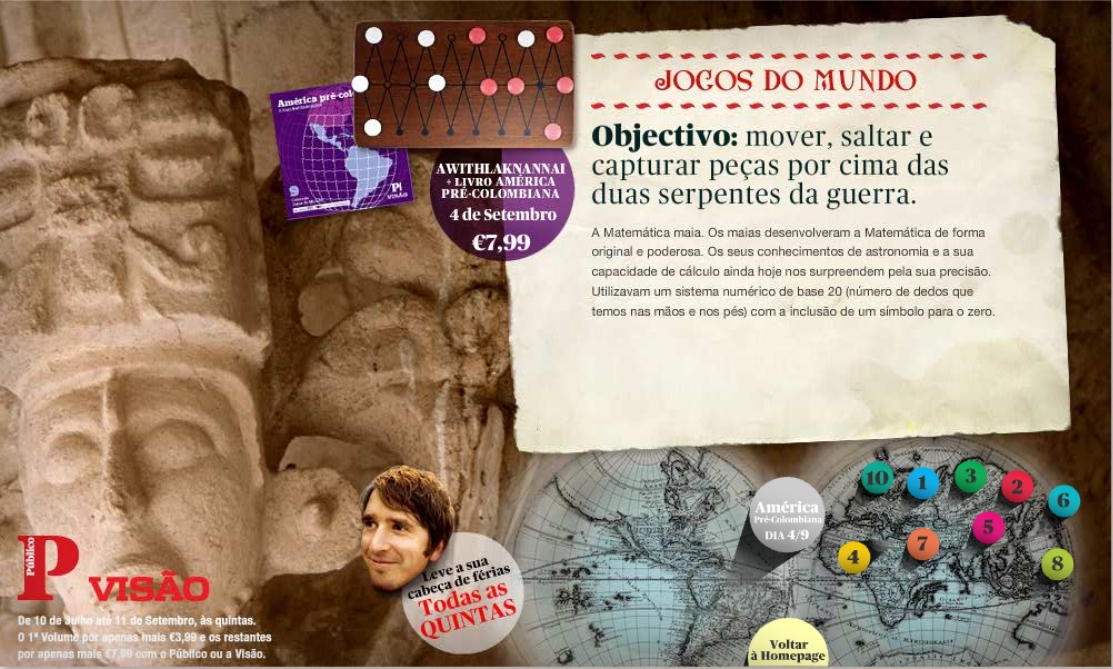 JOGOS DO MUNDO
Objectivo: mover, saltar e
capturar peças por cima das
duas serpentes da guerra.
A Matemática maia. Os maias desenvolveram a Matemática de forma
original e poderosa. Os seus conhecimentos de astronomia e a sua
capacidade de cálculo ainda hoje nos surpreendem pela sua precisão.
Utilizavam um sistema numérico de base 20 (número de dedos que
temos nas mãos e nos pés) com a inclusão de um símbolo para o zero.
América pré-col
9
P
VISÃO
AWITHLAKNANNAI
+ LIVRO AMÉRICA
PRÉ-COLOMBIANA
4 de Setembro
€7,99
10
1
3
2
6
5
4
7
8
América
Pré-Colombiana
DIA 4/9
Leve a sua
cabeça de férias
Todas as
QUINTAS
Público
P VISÃO
De 10 de Julho até 11 de Setembro, às quintas.
O 1º Volume por apenas mais €3,99 e os restantes
por apenas mais €7,99 com o Público ou a Visão.
Voltar
à Homepage